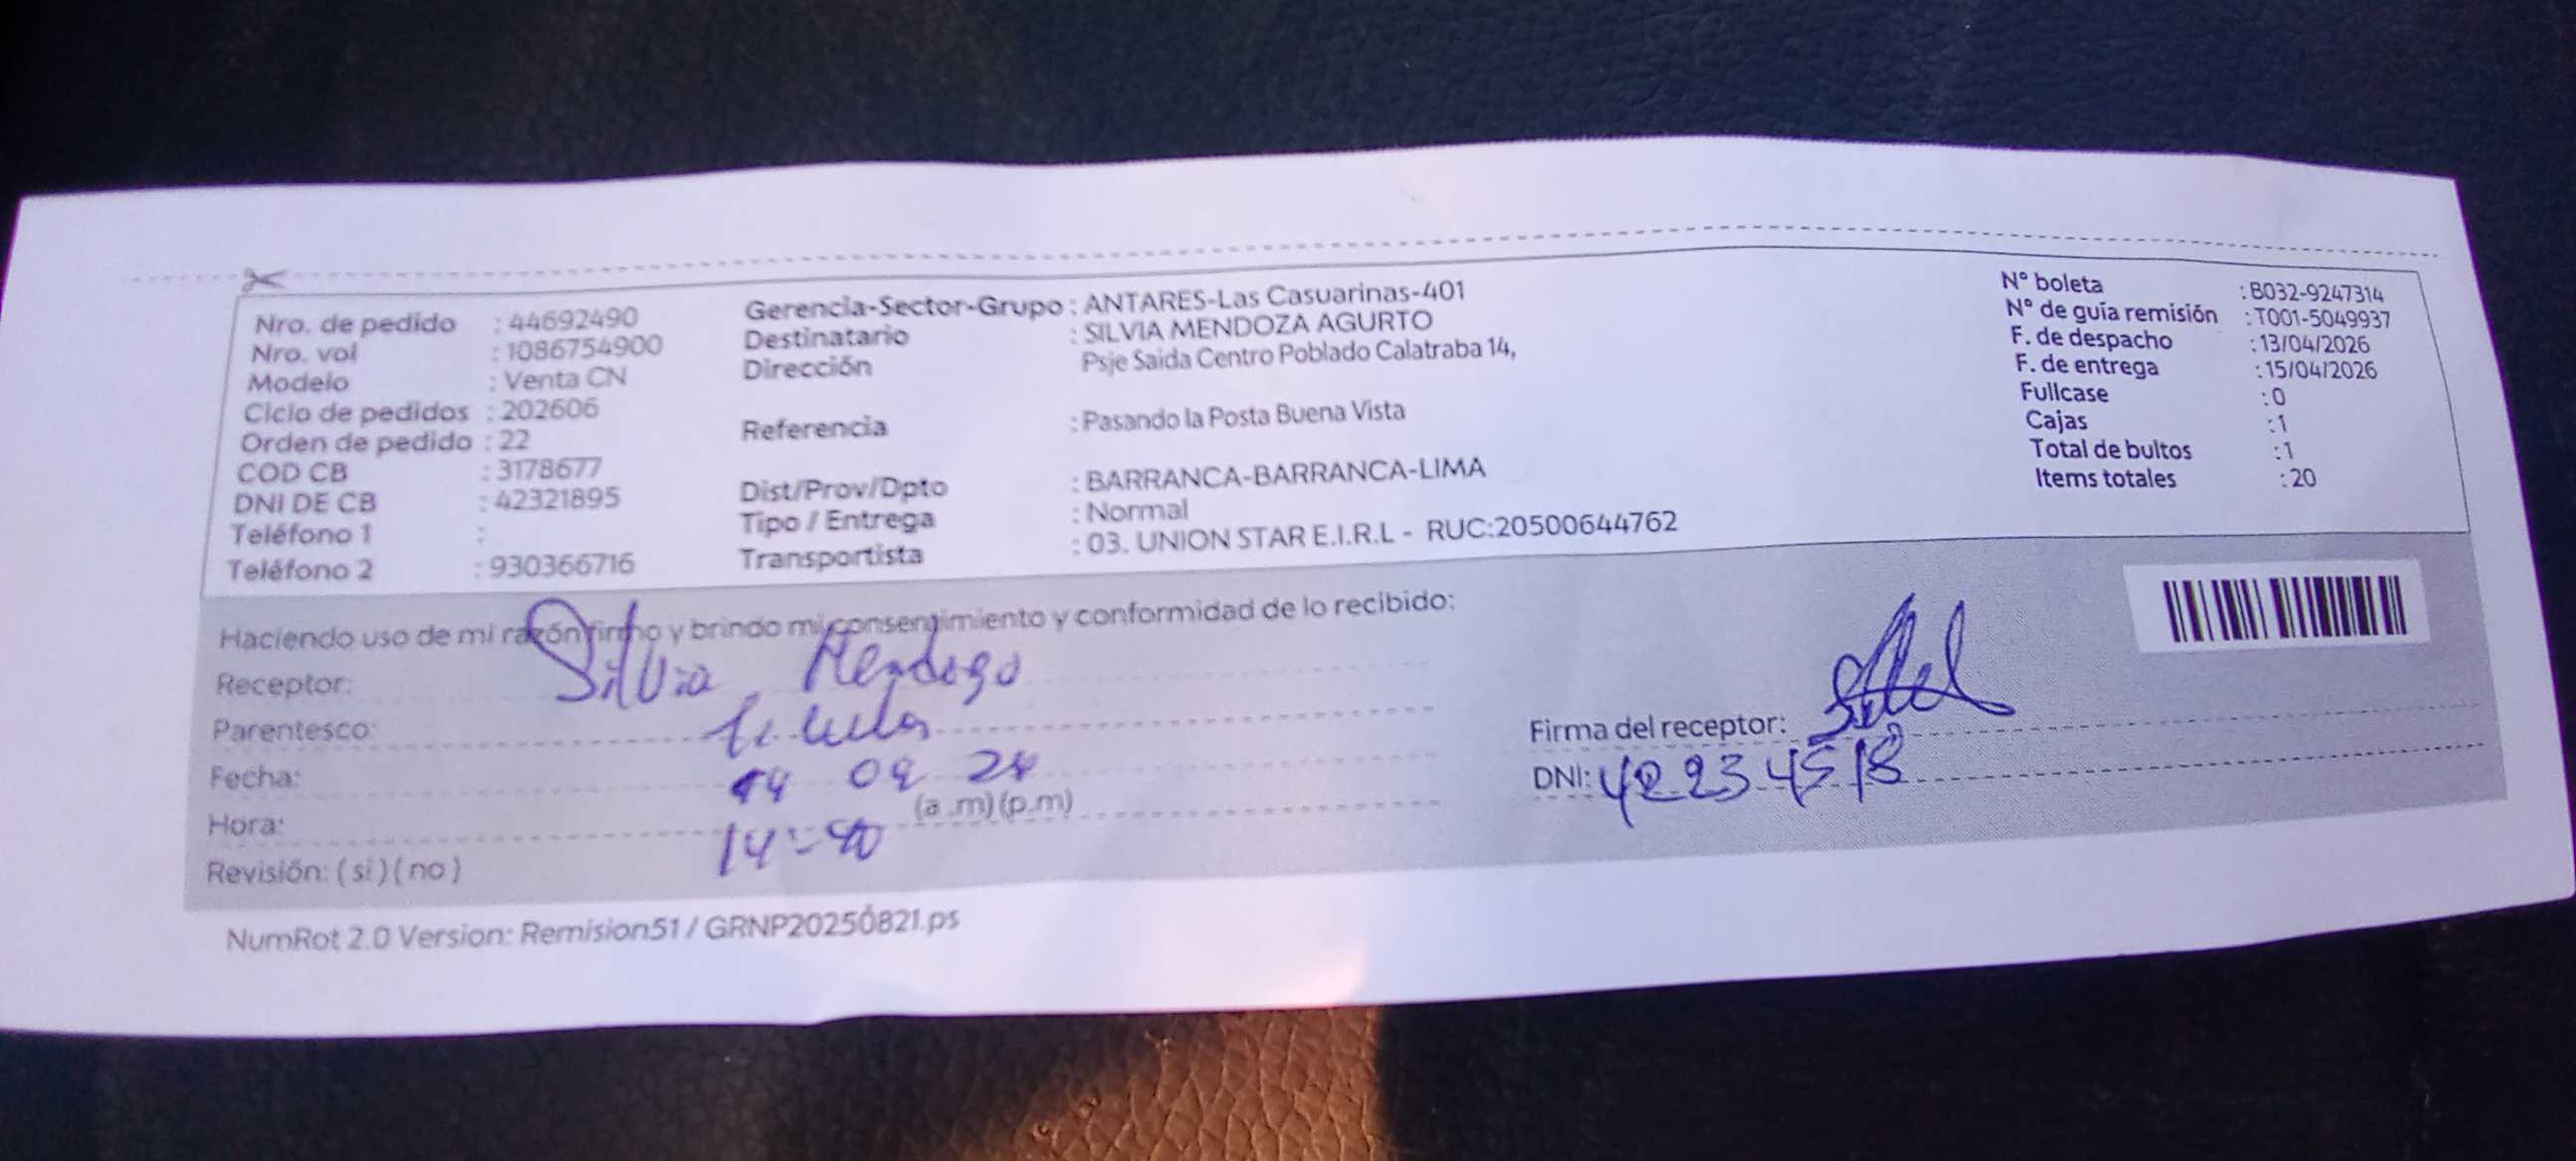 Nro. de pedido : 44692490
Nro. vol : 1086754900
Modelo : Venta CN
Ciclo de pedidos : 202606
Orden de pedido : 22
COD CB : 3178677
DNI DE CB : 42321895
Teléfono 1 :
Teléfono 2 : 930366716
Gerencia-Sector-Grupo : ANTARES-Las Casuarinas-401
Destinatario : SILVIA MENDOZA AGURTO
Dirección Psje Saida Centro Poblado Calatraba 14,
Referencia : Pasando la Posta Buena Vista
Dist/Prov/Dpto : BARRANCA-BARRANCA-LIMA
Tipo / Entrega : Normal
Transportista : 03. UNION STAR E.I.R.L - RUC:20500644762
N° boleta : B032-9247314
N° de guía remisión : T001-5049937
F. de despacho : 13/04/2026
F. de entrega : 15/04/2026
Fullcase : 0
Cajas : 1
Total de bultos : 1
Items totales : 20
Haciendo uso de mi razón firmo y brindo mi consentimiento y conformidad de lo recibido:
Receptor: Silvia Mendoza
Parentesco: Titular
Fecha:
Hora: (a .m) (p.m)
14:40
Revisión: ( si ) ( no )
Firma del receptor:
DNI: 42234518
NumRot 2.0 Version: Remision51 / GRNP20250821.ps